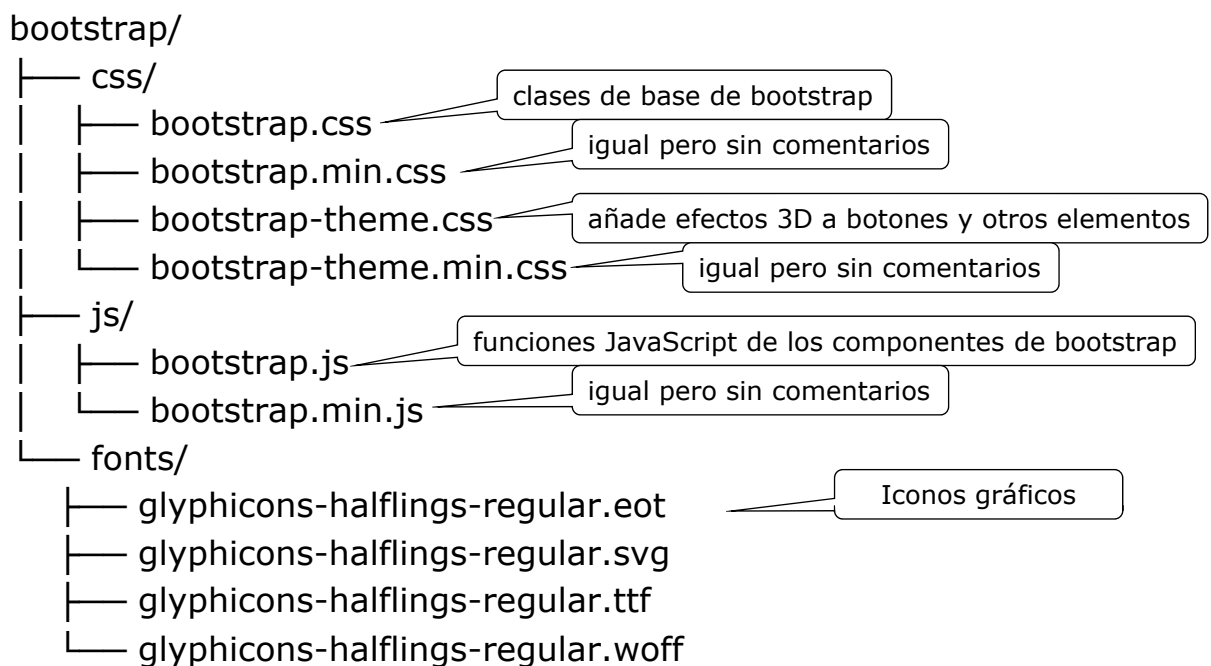 bootstrap/
├── css/
clases de base de bootstrap
│ ├── bootstrap.css
igual pero sin comentarios
│ ├── bootstrap.min.css
│ ├── bootstrap-theme.css
añade efectos 3D a botones y otros elementos
│ └── bootstrap-theme.min.css
igual pero sin comentarios
├── js/
funciones JavaScript de los componentes de bootstrap
│ ├── bootstrap.js
igual pero sin comentarios
│ └── bootstrap.min.js
└── fonts/
Iconos gráficos
├── glyphicons-halflings-regular.eot
├── glyphicons-halflings-regular.svg
├── glyphicons-halflings-regular.ttf
└── glyphicons-halflings-regular.woff